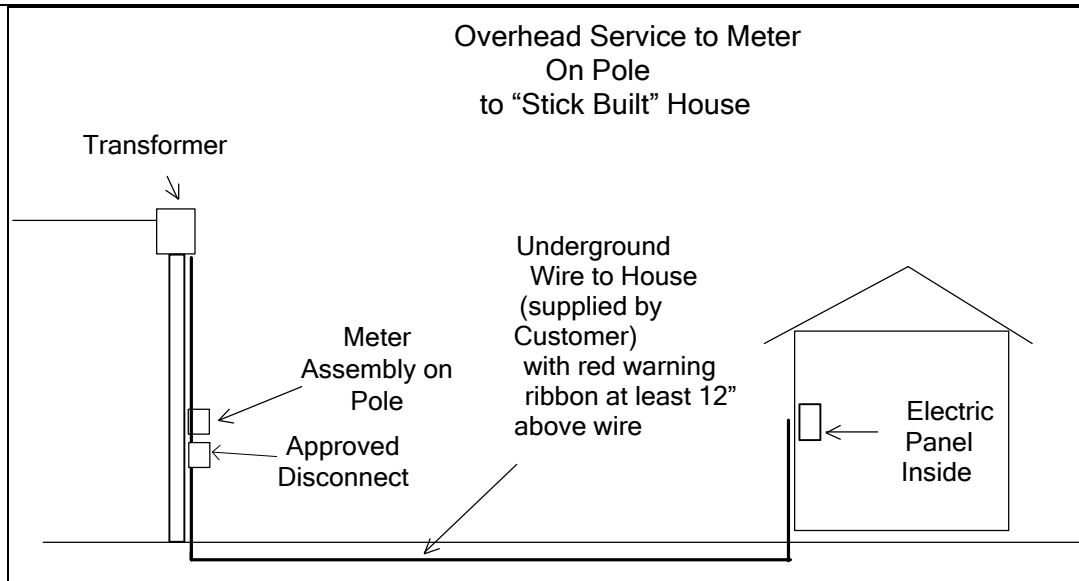 Overhead Service to Meter
On Pole
to “Stick Built” House
Transformer
Underground
Wire to House
(supplied by
Customer)
with red warning
ribbon at least 12”
above wire
Meter
Assembly on
Pole
Approved
Disconnect
Electric
Panel
Inside